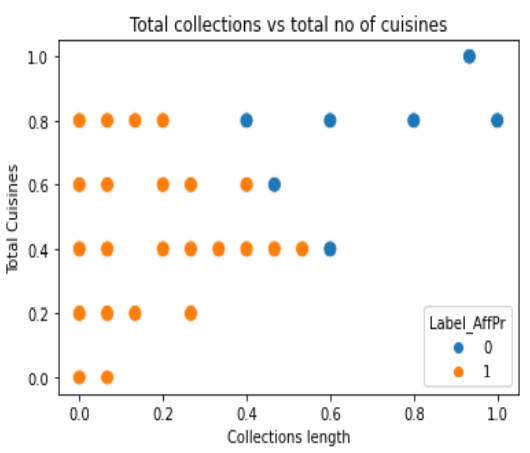 Total collections vs total no of cuisines
1.0
0.8
0.6
0.4
0.2
0.0
Total Cuisines
Label_AffPr
0
1
0.0 0.2 0.4 0.6 0.8 1.0
Collections length